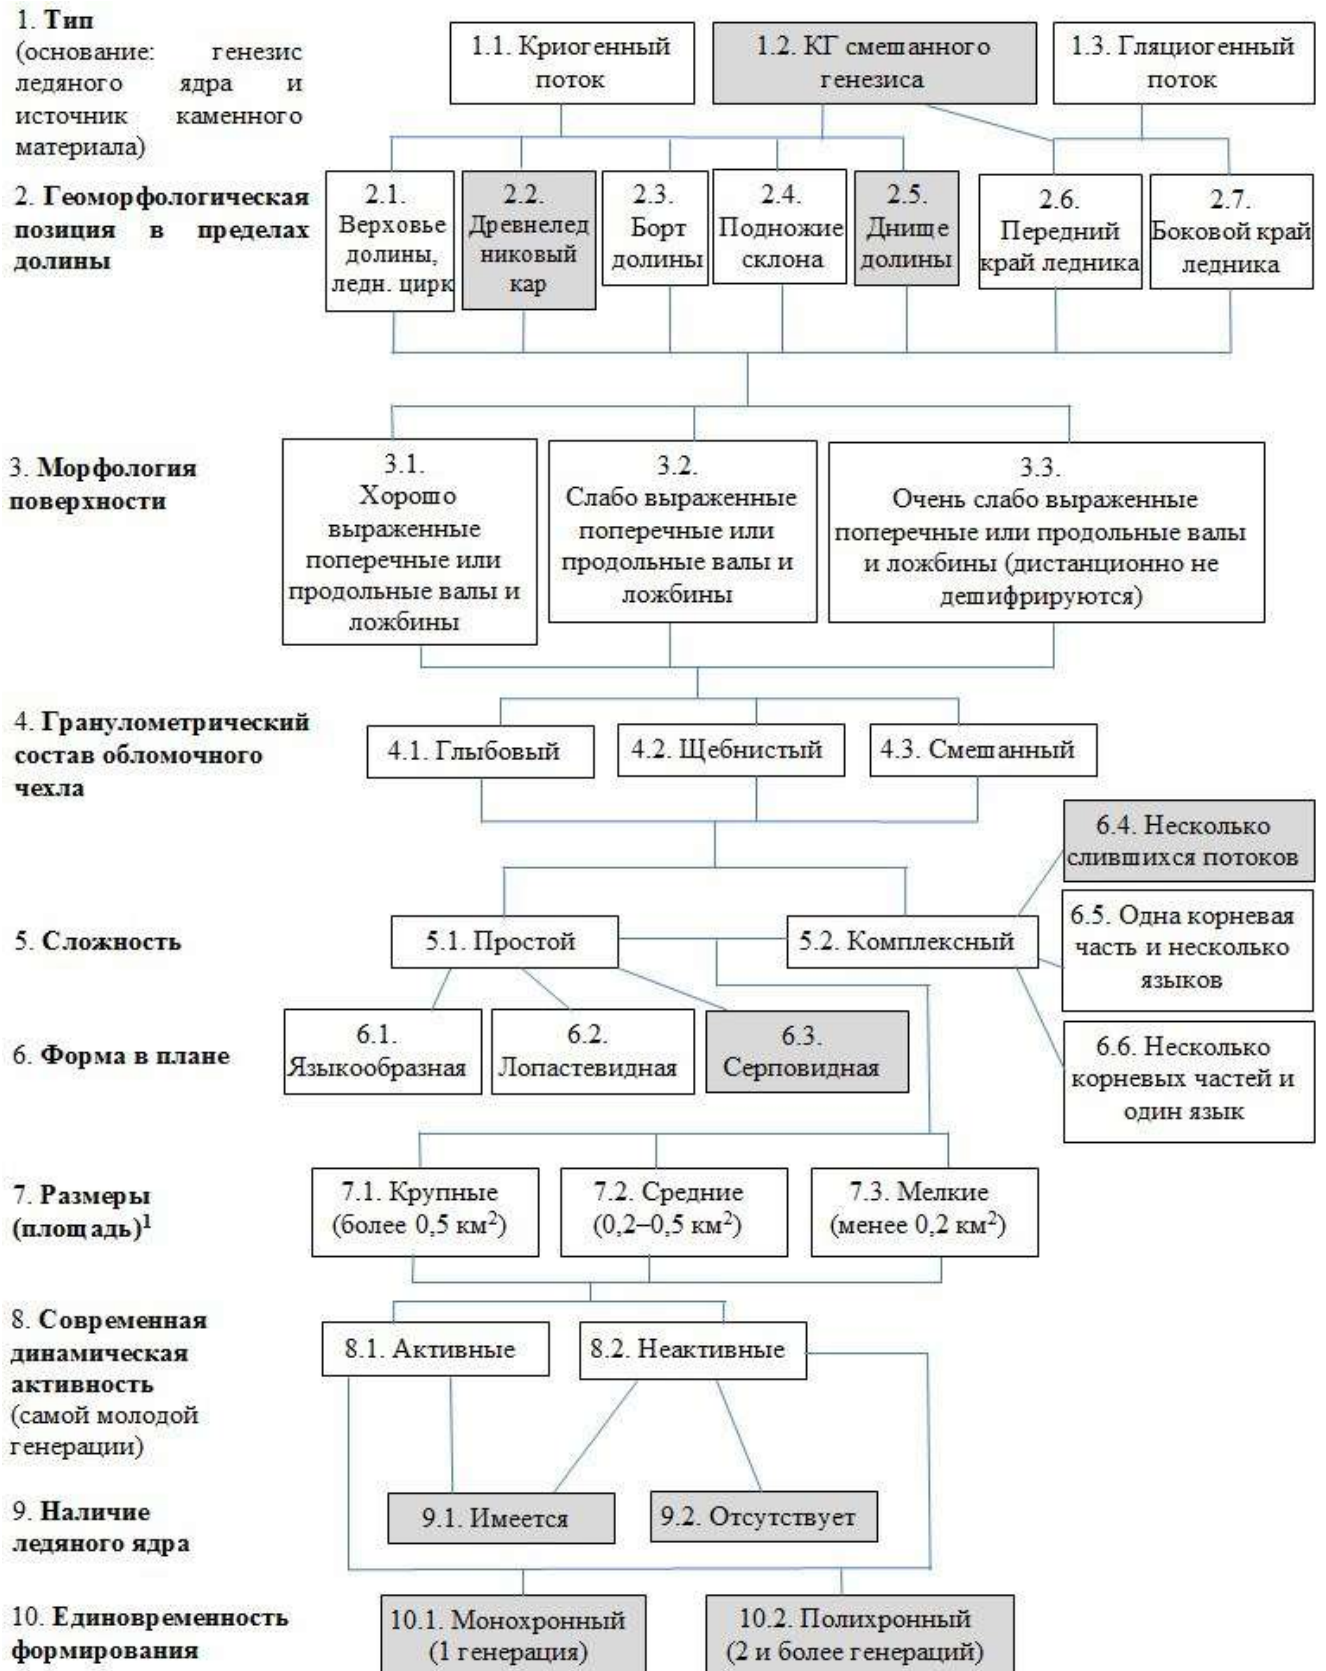 1. Тип
(основание: генезис
ледяного ядра и
источник каменного
материала)
1.1. Криогенный
поток
1.2. КГ смешанного
генезиса
1.3. Гляциогенный
поток
2. Геоморфологическая
позиция в пределах
долины
2.1.
Верховье
долины,
ледн. цирк
2.2.
Древнелед
никовый
кар
2.3.
Борт
долины
2.4.
Подножие
склона
2.5.
Днище
долины
2.6.
Передний
край ледника
2.7.
Боковой край
ледника
3. Морфология
поверхности
3.1.
Хорошо
выраженные
поперечные или
продольные валы и
ложбины
3.2.
Слабо выраженные
поперечные или
продольные валы и
ложбины
3.3.
Очень слабо выраженные
поперечные или продольные валы
и ложбины (дистанционно не
дешифрируются)
4. Гранулометрический
состав обломочного
чехла
4.1. Глыбовый
4.2. Щебнистый
4.3. Смешанный
5. Сложность
5.1. Простой
5.2. Комплексный
6.4. Несколько
слившихся потоков
6.5. Одна корневая
часть и несколько
языков
6.6. Несколько
корневых частей и
один язык
6. Форма в плане
6.1.
Языкообразная
6.2.
Лопастевидная
6.3.
Серповидная
7. Размеры
(площадь)¹
7.1. Крупные
(более 0,5 км²)
7.2. Средние
(0,2–0,5 км²)
7.3. Мелкие
(менее 0,2 км²)
8. Современная
динамическая
активность
(самой молодой
генерации)
8.1. Активные
8.2. Неактивные
9. Наличие
ледяного ядра
9.1. Имеется
9.2. Отсутствует
10. Единовременность
формирования
10.1. Монохронный
(1 генерация)
10.2. Полихронный
(2 и более генераций)